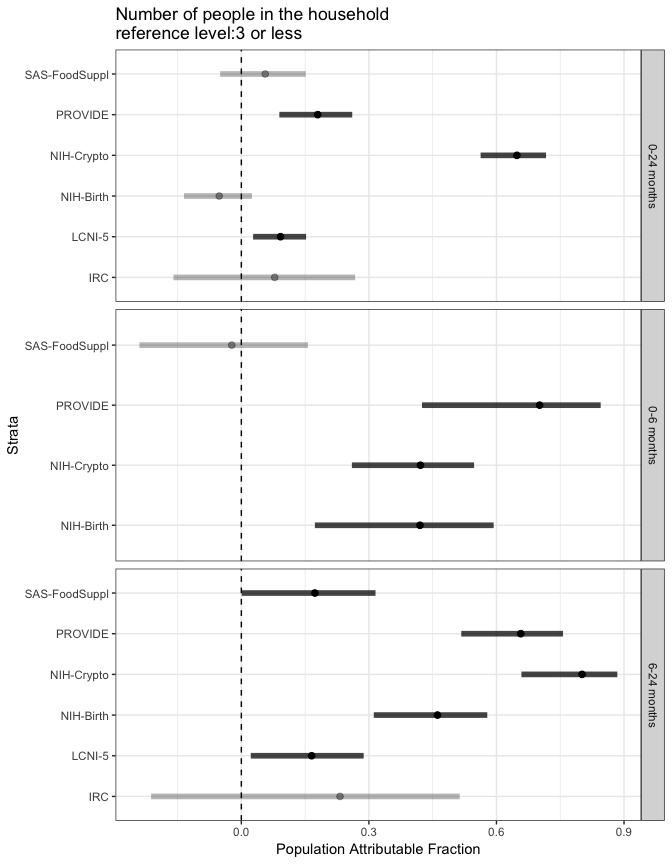 Number of people in the household
reference level:3 or less
SAS-FoodSuppl
PROVIDE
NIH-Crypto
NIH-Birth
LCNI-5
IRC
0-24 months
SAS-FoodSuppl
PROVIDE
NIH-Crypto
NIH-Birth
0-6 months
SAS-FoodSuppl
PROVIDE
NIH-Crypto
NIH-Birth
LCNI-5
IRC
6-24 months
Strata
0.0 0.3 0.6 0.9
Population Attributable Fraction